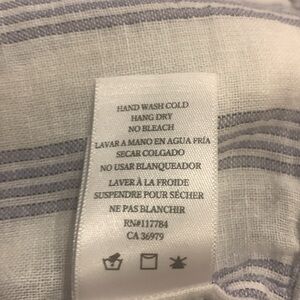 HAND WASH COLD
HANG DRY
NO BLEACH
LAVAR A MANO EN AGUA FRÍA
SECAR COLGADO
NO USAR BLANQUEADOR
LAVER À LA FROIDE
SUSPENDRE POUR SÉCHER
NE PAS BLANCHIR
RN#117784
CA 36979